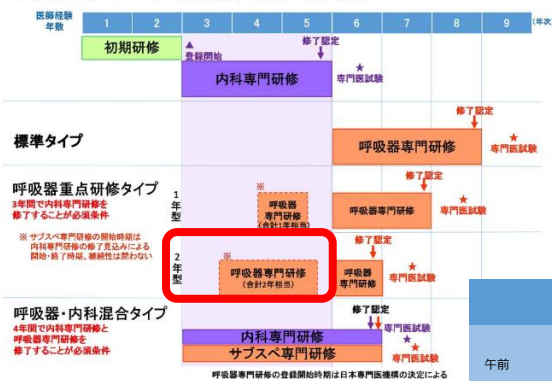 医師経験
年数
1 2 3 4 5 6 7 8 9 (年次
初期研修
▲
登録開始
修了認定
内科専門研修
★
専門医試験
標準タイプ
修了認定
呼吸器専門研修
★
専門医試験
呼吸器重点研修タイプ
3年間で内科専門研修を
修了することが必須条件
※ サブスペ専門研修の開始時期は
内科専門研修の修了見込みによる
開始・終了時期、継続性は問わない
1年型
※
呼吸器
専門研修
(合計1年相当)
修了認定
呼吸器専門研修
★
専門医試験
2年型
※
呼吸器専門研修
(合計2年相当)
修了認定
呼吸器
専門研修
★
専門医試験
呼吸器・内科混合タイプ
4年間で内科専門研修と
呼吸器専門研修を
修了することが必須条件
修了認定
内科専門研修
サブスペ専門研修
専門医試験
★
★
専門医試験
呼吸器専門研修の登録開始時期は日本専門医機構の決定による
午前